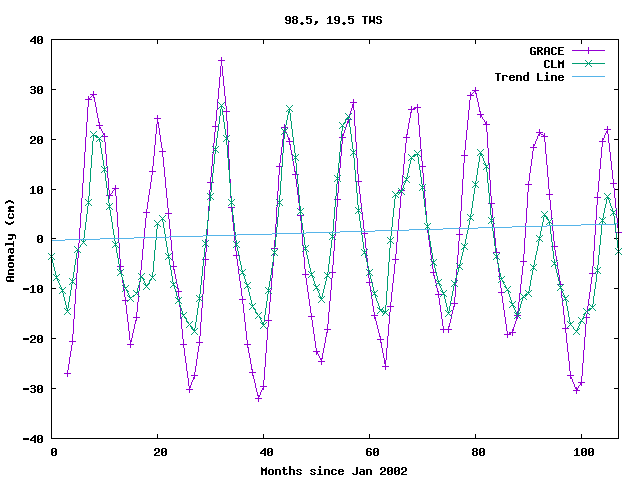 98.5, 19.5 TWS
GRACE
CLM
Trend Line
Anomaly (cm)
40
30
20
10
0
-10
-20
-30
-40
0 20 40 60 80 100
Months since Jan 2002